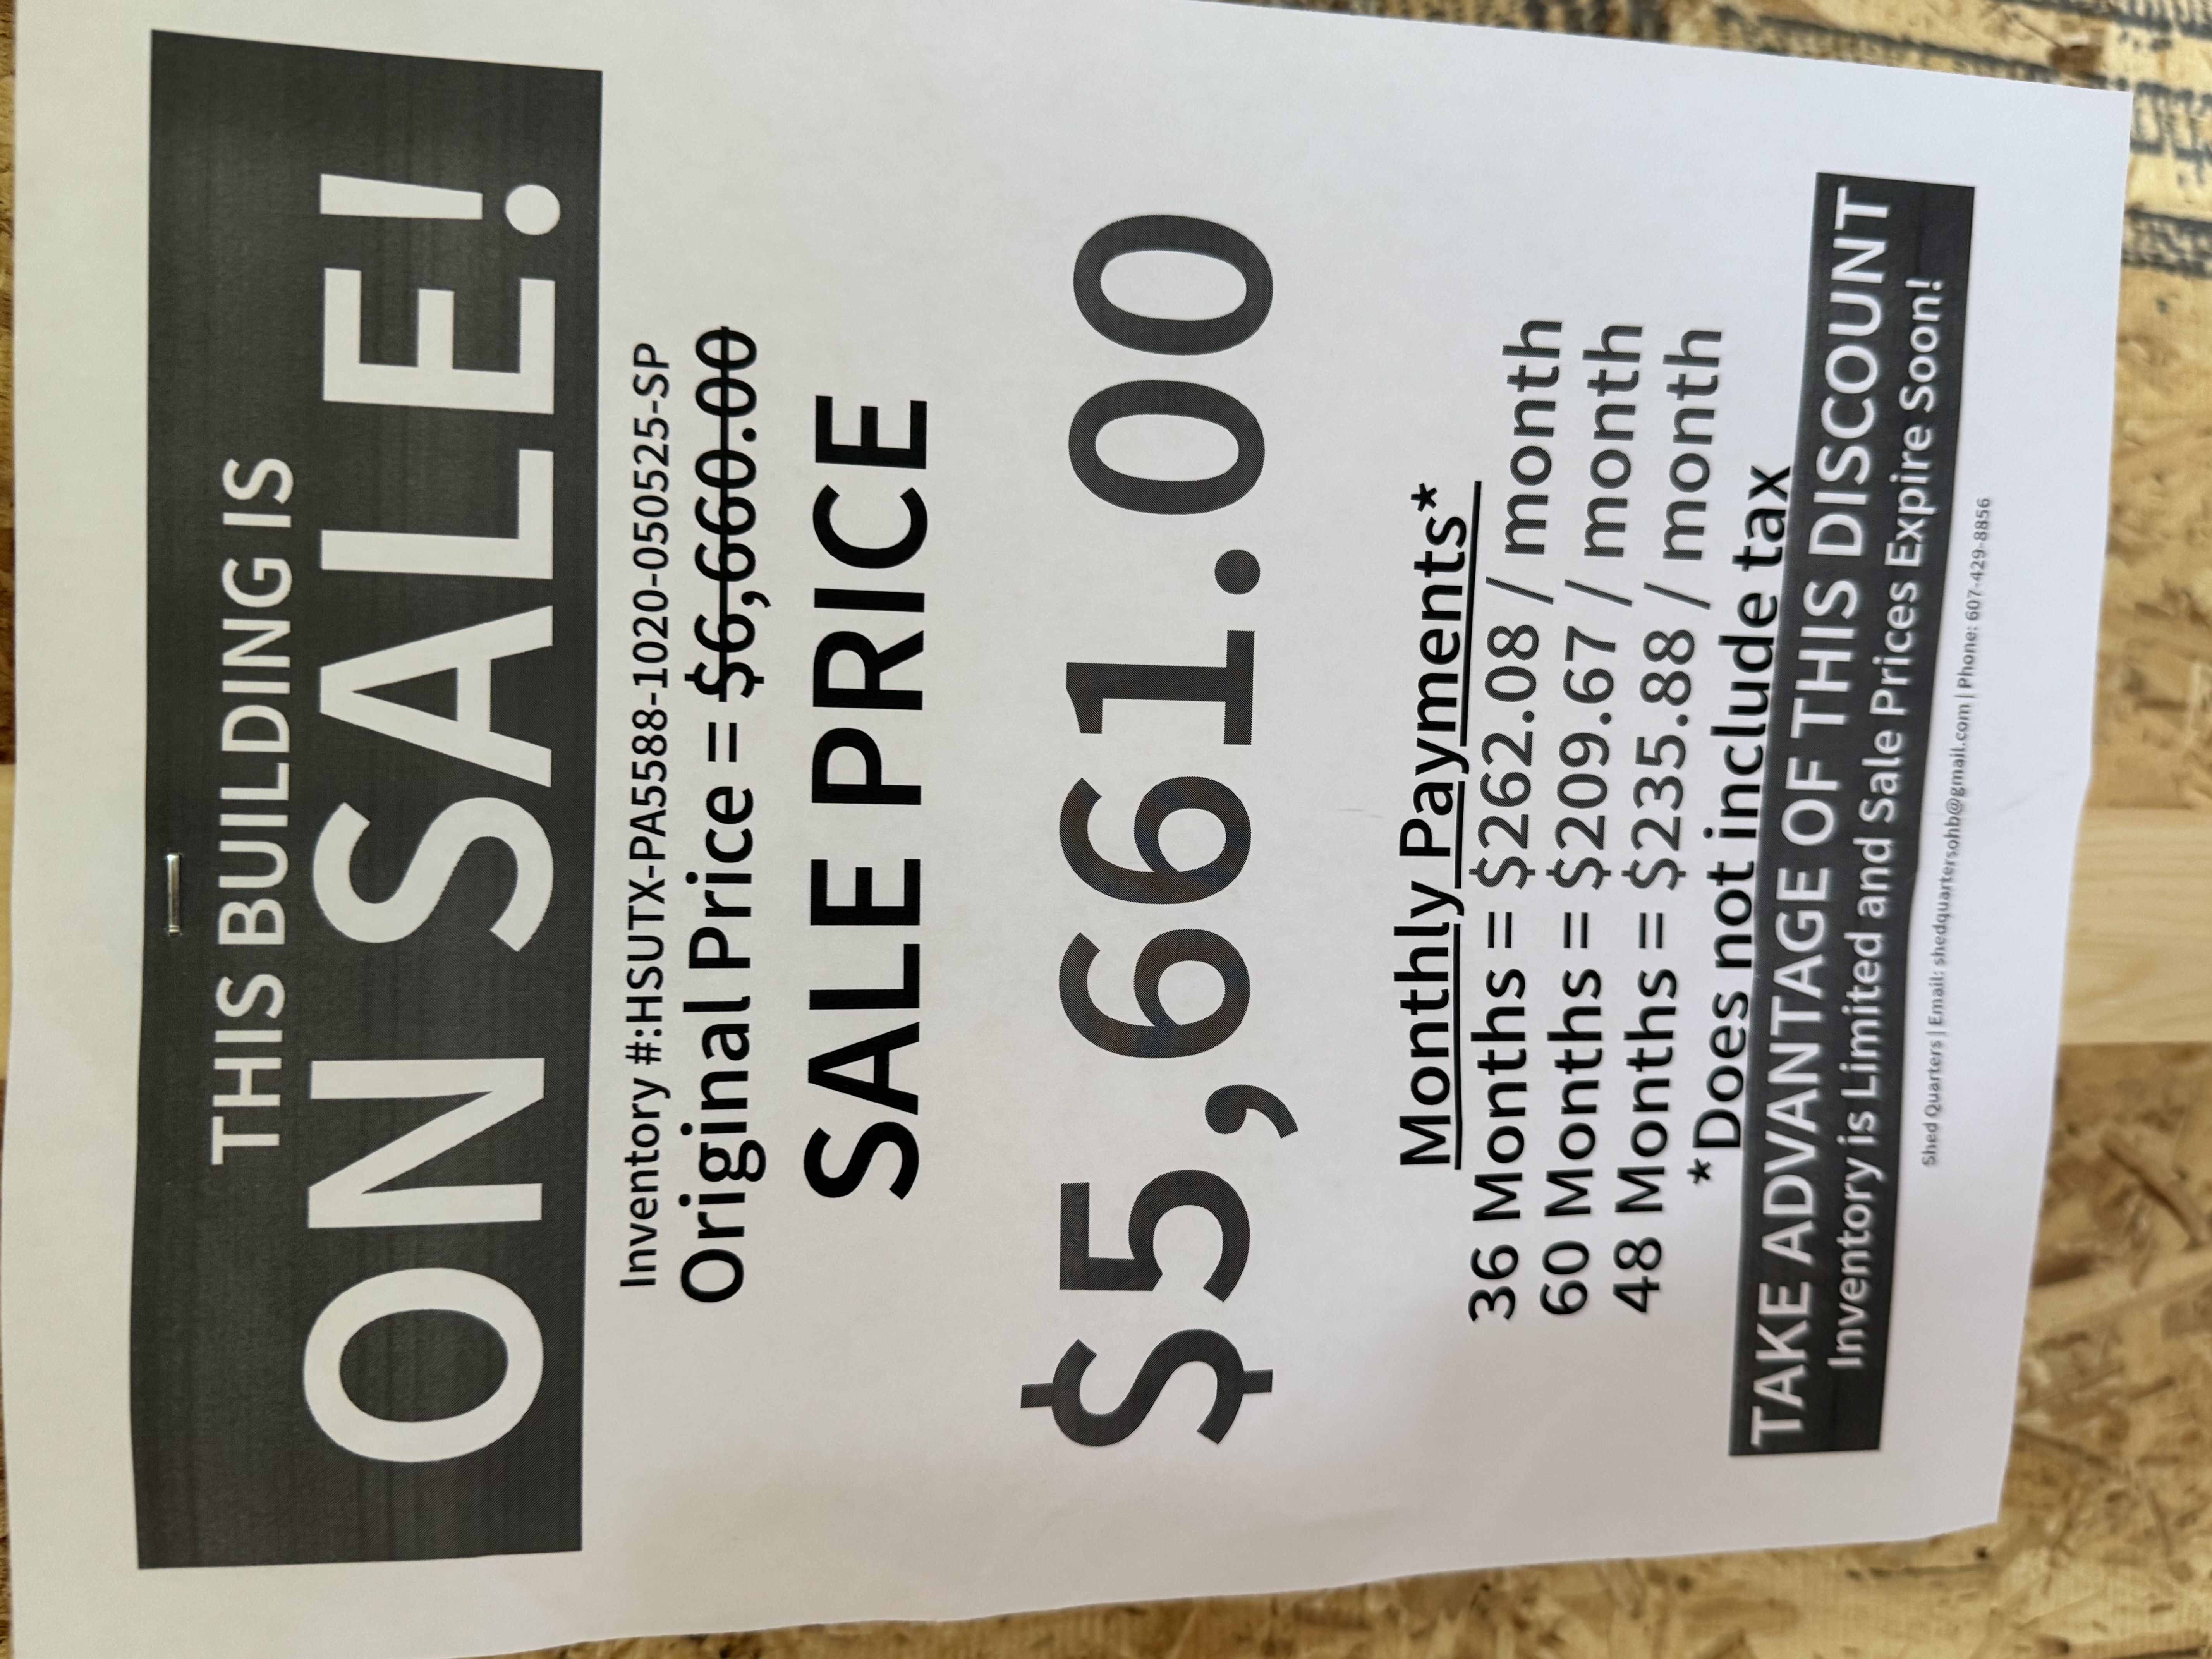 THIS BUILDING IS
ON SALE!
Inventory #:HSUTX-PA5588-1020-050525-SP
Original Price = $6,660.00
SALE PRICE
$5,661.00
Monthly Payments*
36 Months = $262.08 / month
60 Months = $209.67 / month
48 Months = $235.88 / month
*Does not include tax
TAKE ADVANTAGE OF THIS DISCOUNT
Inventory is Limited and Sale Prices Expire Soon!
Shed Quarters | Email: shedquartersohb@gmail.com | Phone: 607-429-8856